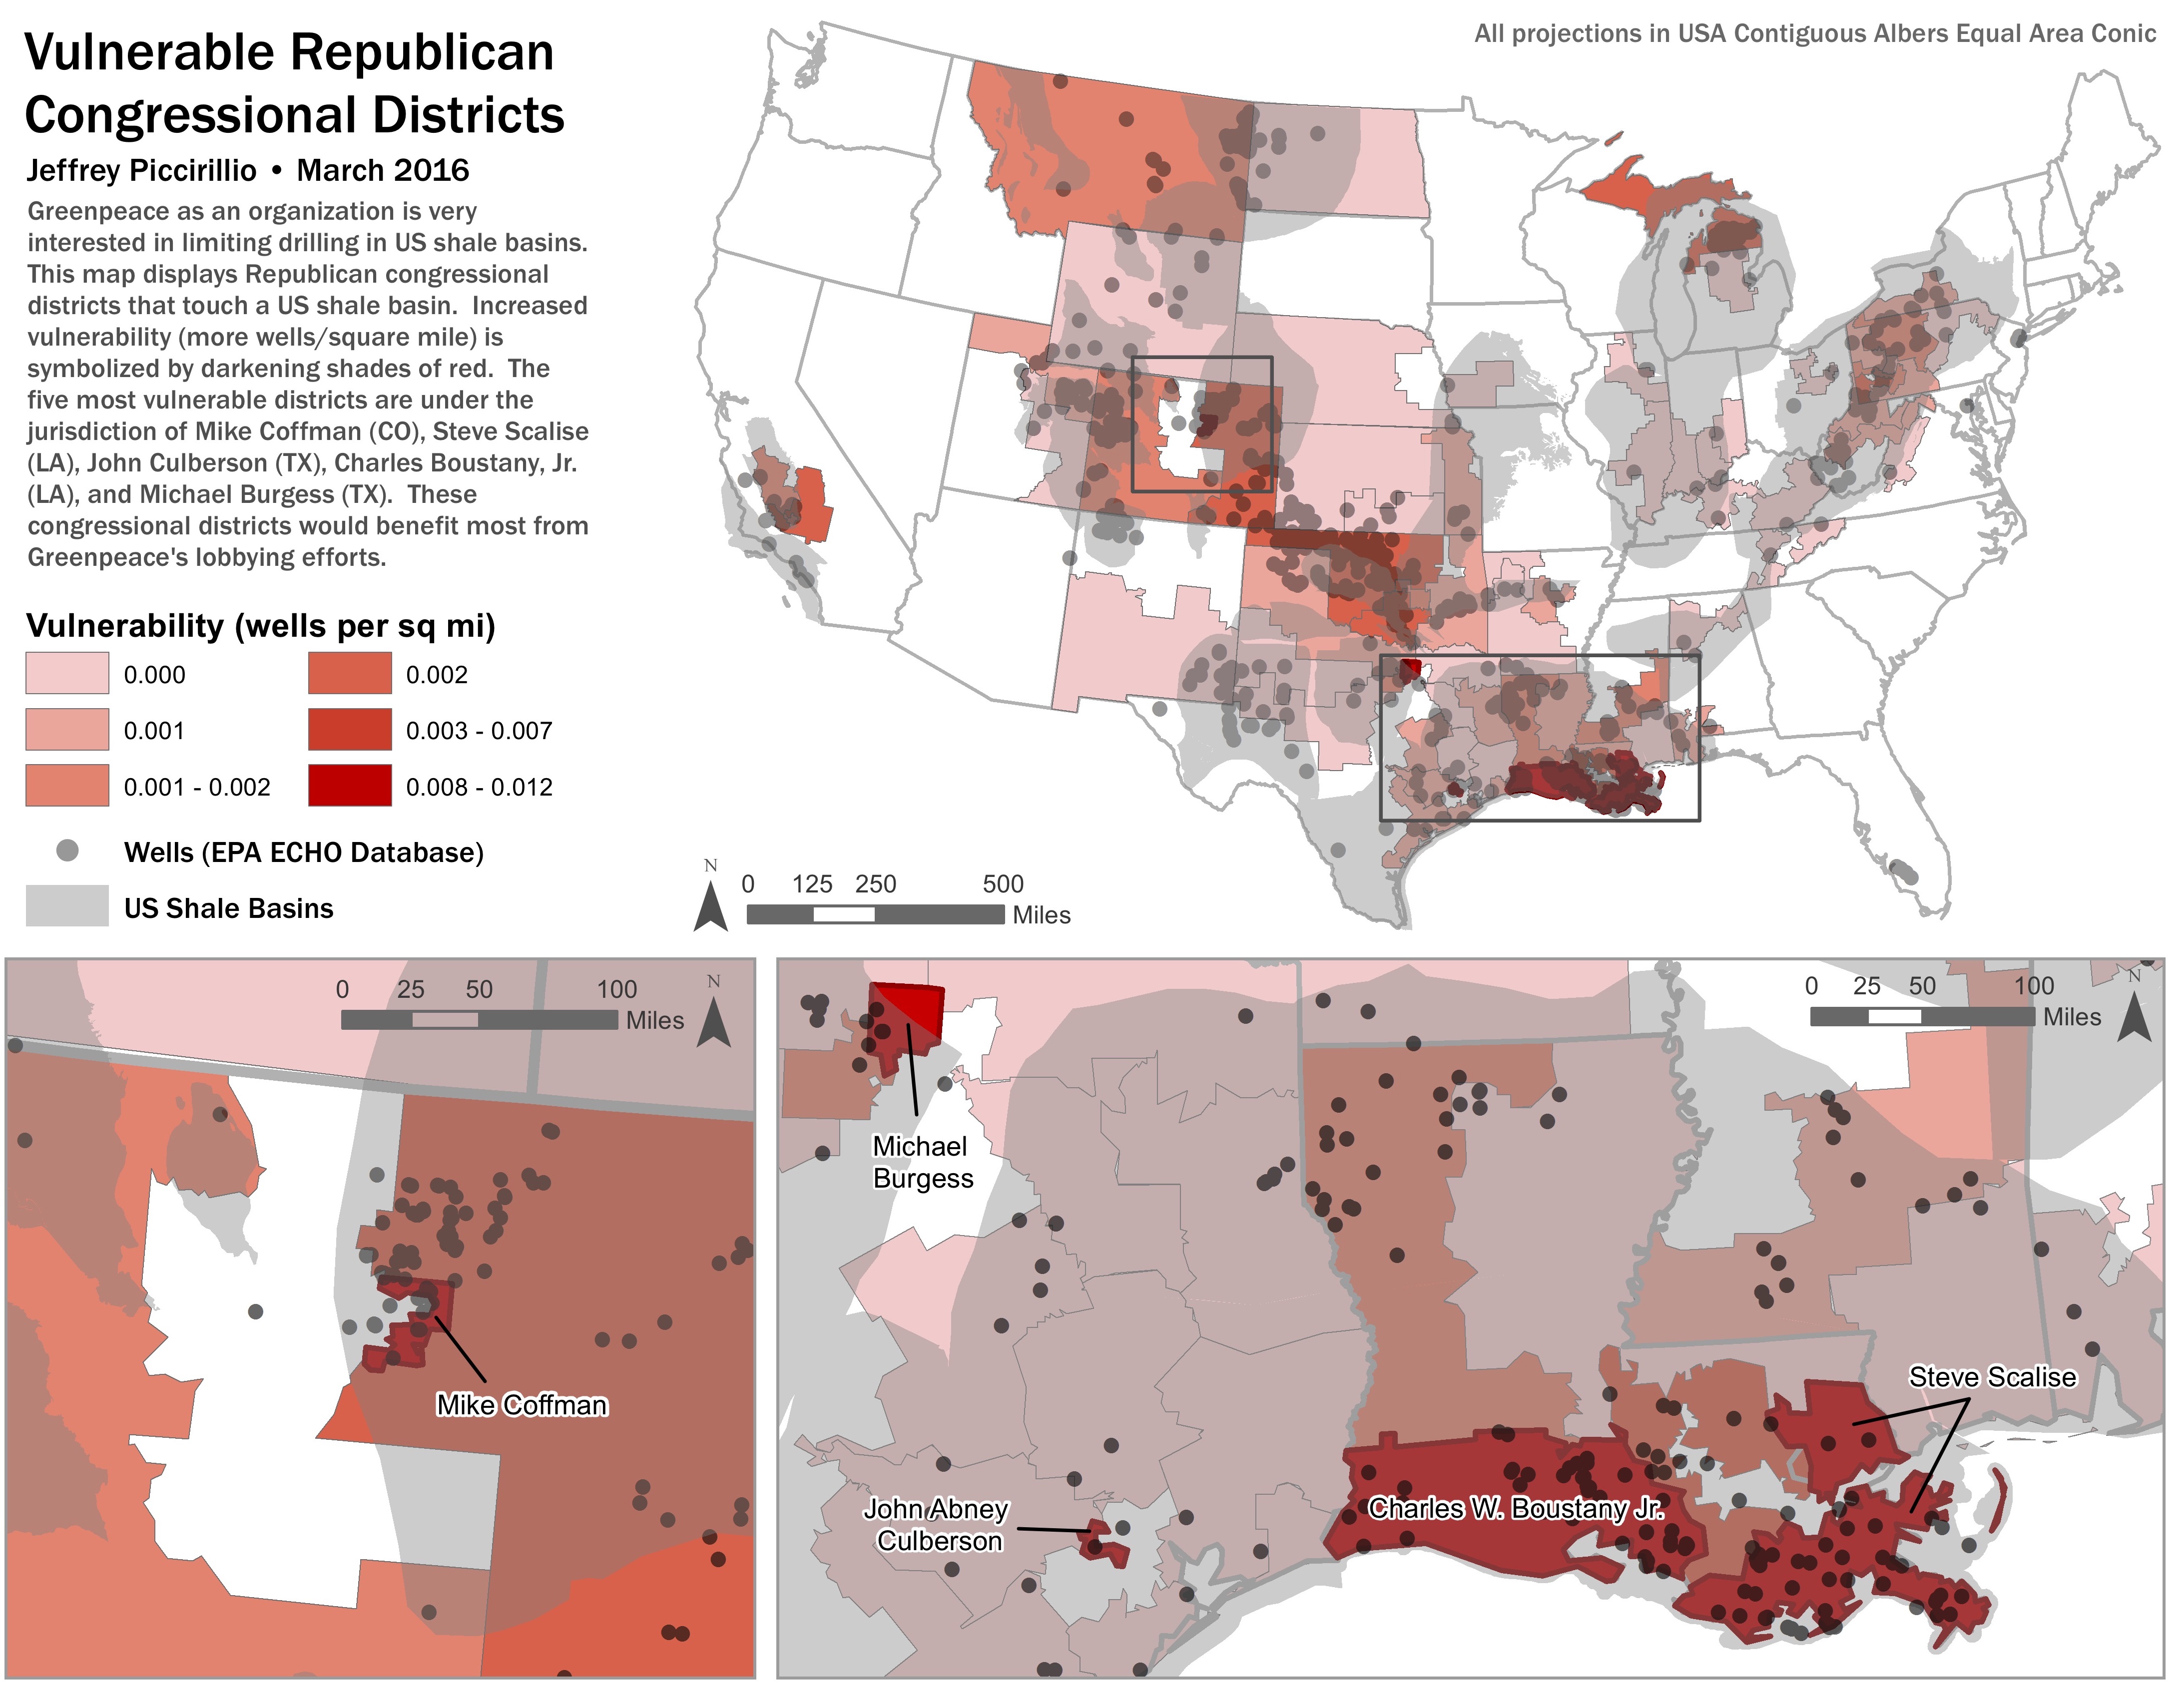 Vulnerable Republican
Congressional Districts
Jeffrey Piccirillio • March 2016
Greenpeace as an organization is very
interested in limiting drilling in US shale basins.
This map displays Republican congressional
districts that touch a US shale basin.  Increased
vulnerability (more wells/square mile) is
symbolized by darkening shades of red.  The
five most vulnerable districts are under the
jurisdiction of Mike Coffman (CO), Steve Scalise
(LA), John Culberson (TX), Charles Boustany, Jr.
(LA), and Michael Burgess (TX).  These
congressional districts would benefit most from
Greenpeace's lobbying efforts.
All projections in USA Contiguous Albers Equal Area Conic
Vulnerability (wells per sq mi)
0.000
0.002
0.001
0.003 - 0.007
0.001 - 0.002
0.008 - 0.012
Wells (EPA ECHO Database)
US Shale Basins
N
0 125 250 500
Miles
0 25 50 100
Miles
N
Mike Coffman
0 25 50 100
Miles
N
Michael
Burgess
Steve Scalise
John Abney
Culberson
Charles W. Boustany Jr.